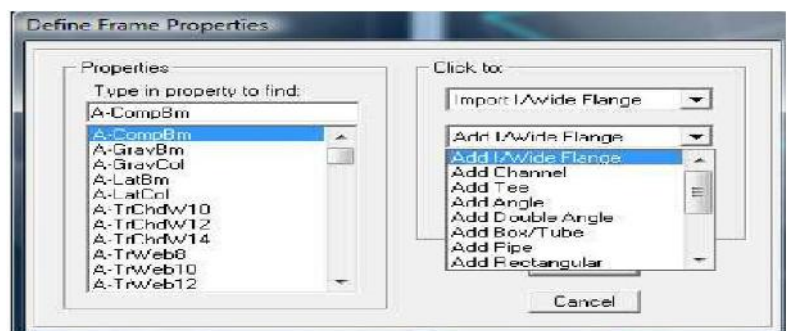 Define Frame Properties
Properties
Type in property to find:
A-CompBm
A-CompBm
A-GravBm
A-GravCol
A-LatBm
A-LatCol
A-TrChdW10
A-TrChdW12
A-TrChdW14
A-TrWeb8
A-TrWeb10
A-TrWeb12
Click to:
Import I/Wide Flange
Add I/Wide Flange
Add I/Wide Flange
Add Channel
Add Tee
Add Angle
Add Double Angle
Add Box/Tube
Add Pipe
Add Rectangular
Cancel